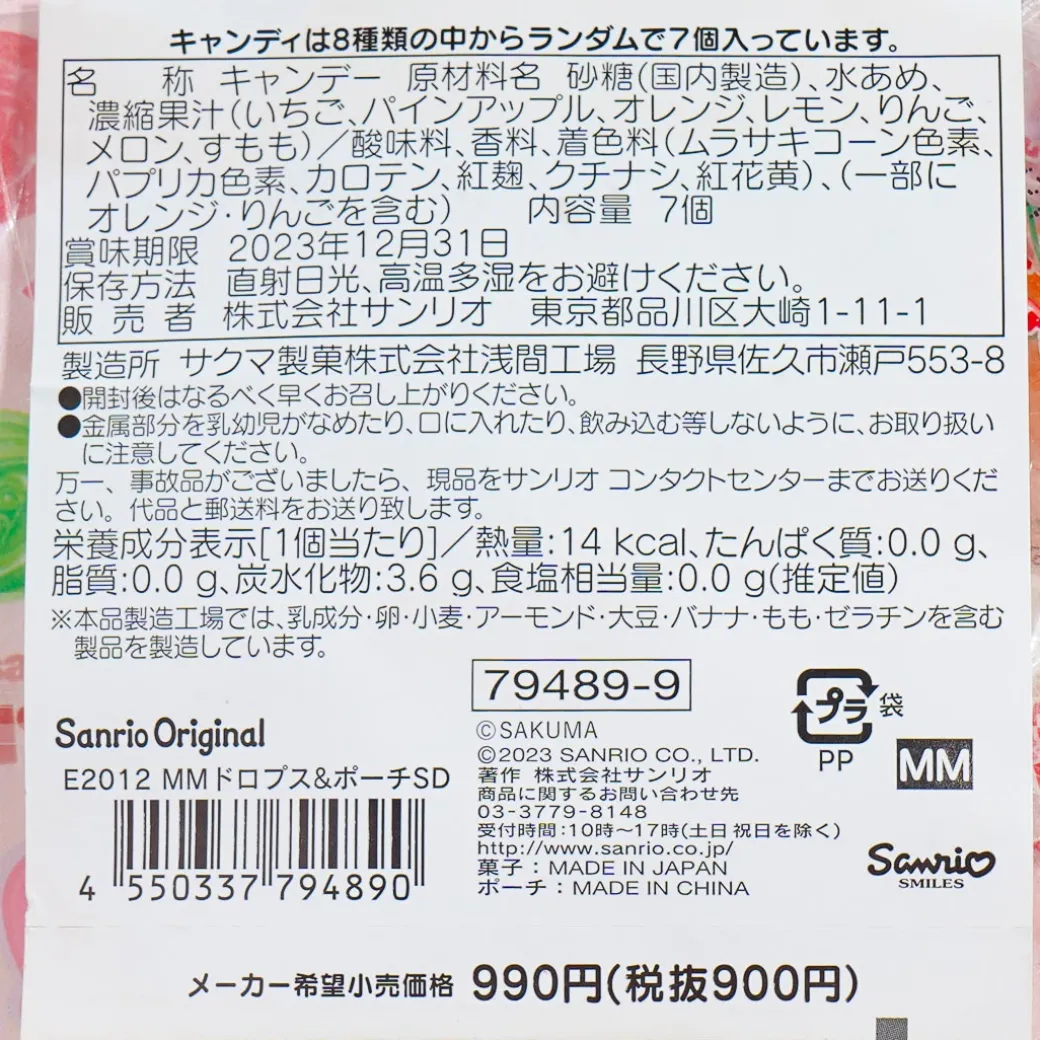 キャンディは8種類の中からランダムで7個入っています。
名称 キャンデー 原材料名 砂糖(国内製造)、水あめ、
濃縮果汁(いちご、パインアップル、オレンジ、レモン、りんご、
メロン、すもも)/酸味料、香料、着色料(ムラサキコーン色素、
パプリカ色素、カロテン、紅麹、クチナシ、紅花黄)、(一部に
オレンジ・りんごを含む) 内容量 7個
賞味期限 2023年12月31日
保存方法 直射日光、高温多湿をお避けください。
販売者 株式会社サンリオ 東京都品川区大崎1-11-1
製造所 サクマ製菓株式会社浅間工場 長野県佐久市瀬戸553-8
●開封後はなるべく早くお召し上がりください。
●金属部分を乳幼児がなめたり、口に入れたり、飲み込む等しないように、お取り扱い
に注意してください。
万一、事故品がございましたら、現品をサンリオ コンタクトセンターまでお送りくだ
さい。代品と郵送料をお送り致します。
栄養成分表示[1個当たり]/熱量:14 kcal、たんぱく質:0.0 g、
脂質:0.0 g、炭水化物:3.6 g、食塩相当量:0.0 g(推定値)
※本品製造工場では、乳成分・卵・小麦・アーモンド・大豆・バナナ・もも・ゼラチンを含む
製品を製造しています。
79489-9
プラ 袋
PP
MM
Sanrio Original
E2012 MMドロップス&ポーチSD
4 550337 794890
©SAKUMA
©2023 SANRIO CO., LTD.
著作 株式会社サンリオ
商品に関するお問い合わせ先
03-3779-8148
受付時間:10時〜17時(土日祝日を除く)
http://www.sanrio.co.jp/
菓子:MADE IN JAPAN
ポーチ:MADE IN CHINA
Sanrio
SMILES
メーカー希望小売価格 990円(税抜900円)